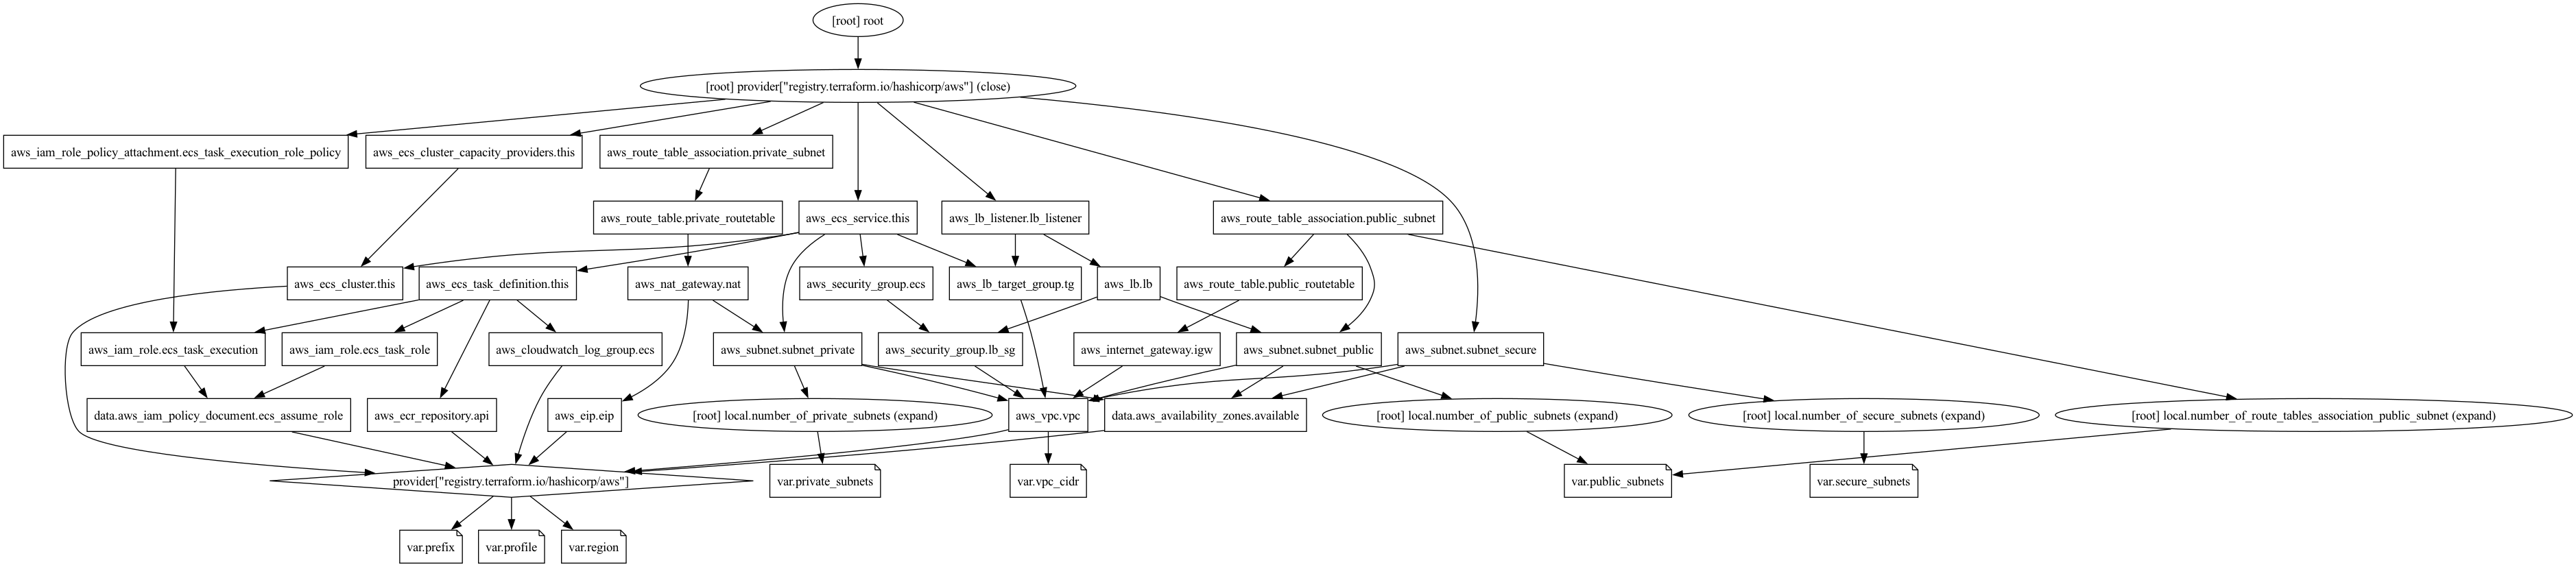 [root] root
[root] provider["registry.terraform.io/hashicorp/aws"] (close)
aws_iam_role_policy_attachment.ecs_task_execution_role_policy
aws_ecs_cluster_capacity_providers.this
aws_route_table_association.private_subnet
aws_route_table.private_routetable
aws_ecs_service.this
aws_lb_listener.lb_listener
aws_route_table_association.public_subnet
aws_ecs_cluster.this
aws_ecs_task_definition.this
aws_nat_gateway.nat
aws_security_group.ecs
aws_lb_target_group.tg
aws_lb.lb
aws_route_table.public_routetable
aws_iam_role.ecs_task_execution
aws_iam_role.ecs_task_role
aws_cloudwatch_log_group.ecs
aws_subnet.subnet_private
aws_security_group.lb_sg
aws_internet_gateway.igw
aws_subnet.subnet_public
aws_subnet.subnet_secure
data.aws_iam_policy_document.ecs_assume_role
aws_ecr_repository.api
aws_eip.eip
[root] local.number_of_private_subnets (expand)
aws_vpc.vpc
data.aws_availability_zones.available
[root] local.number_of_public_subnets (expand)
[root] local.number_of_secure_subnets (expand)
[root] local.number_of_route_tables_association_public_subnet (expand)
provider["registry.terraform.io/hashicorp/aws"]
var.private_subnets
var.vpc_cidr
var.public_subnets
var.secure_subnets
var.prefix
var.profile
var.region